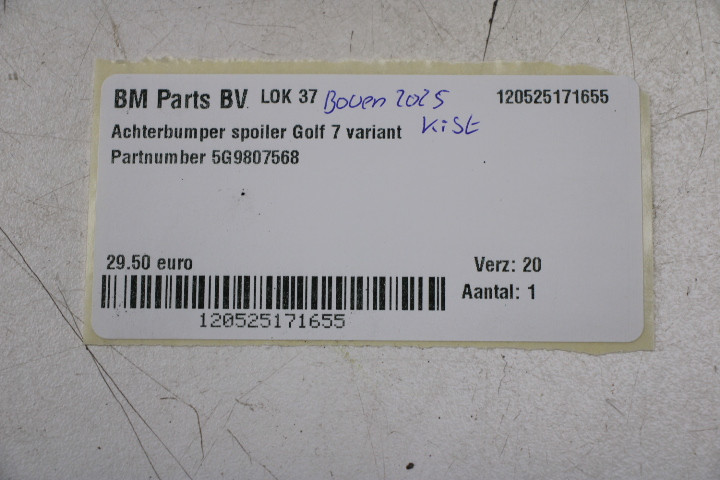 BM Parts BV LOK 37 Boven 2025 120525171655
Achterbumper spoiler Golf 7 variant Kist
Partnumber 5G9807568
29.50 euro Verz: 20
Aantal: 1
120525171655